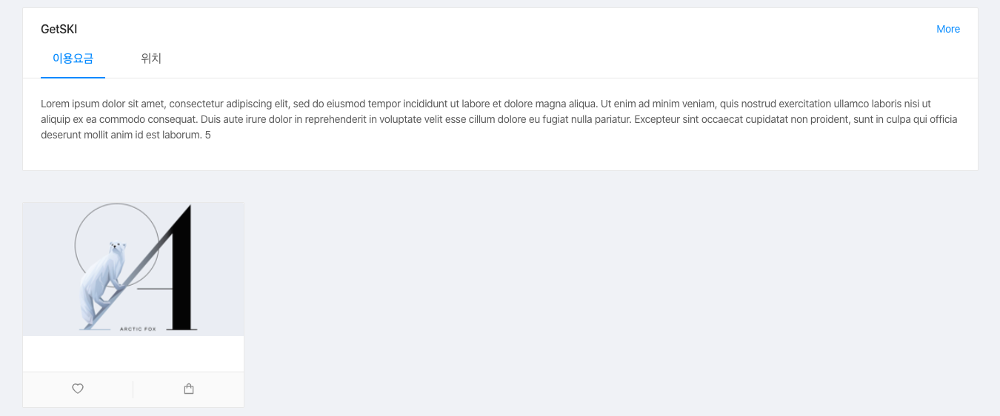 GetSKI
More
이용요금
위치
Lorem ipsum dolor sit amet, consectetur adipiscing elit, sed do eiusmod tempor incididunt ut labore et dolore magna aliqua. Ut enim ad minim veniam, quis nostrud exercitation ullamco laboris nisi ut
aliquip ex ea commodo consequat. Duis aute irure dolor in reprehenderit in voluptate velit esse cillum dolore eu fugiat nulla pariatur. Excepteur sint occaecat cupidatat non proident, sunt in culpa qui officia
deserunt mollit anim id est laborum. 5
A
ARCTIC FOX